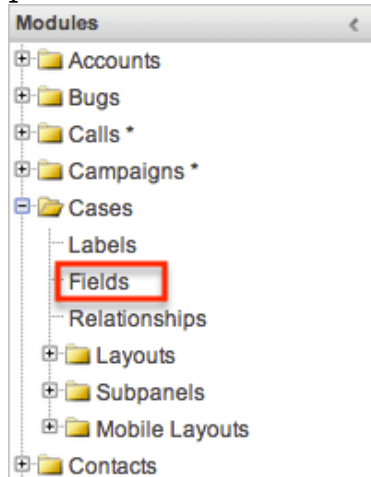 Modules
Accounts
Bugs
Calls *
Campaigns *
Cases
Labels
Fields
Relationships
Layouts
Subpanels
Mobile Layouts
Contacts